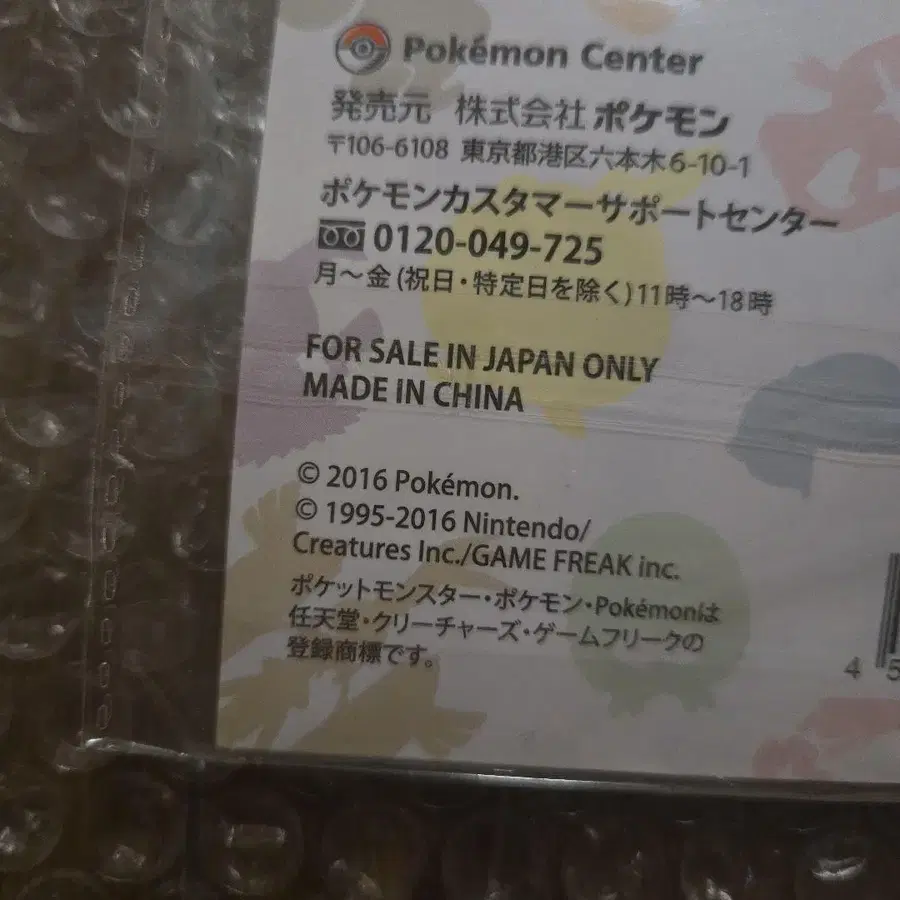 Pokémon Center
発売元 株式会社 ポケモン
〒106-6108 東京都港区六本木6-10-1
ポケモンカスタマーサポートセンター
0120-049-725
月～金 (祝日・特定日を除く) 11時～18時
FOR SALE IN JAPAN ONLY
MADE IN CHINA
© 2016 Pokémon.
© 1995-2016 Nintendo/
Creatures Inc./GAME FREAK inc.
ポケットモンスター・ポケモン・Pokémonは
任天堂・クリーチャーズ・ゲームフリークの
登録商標です。
4 5